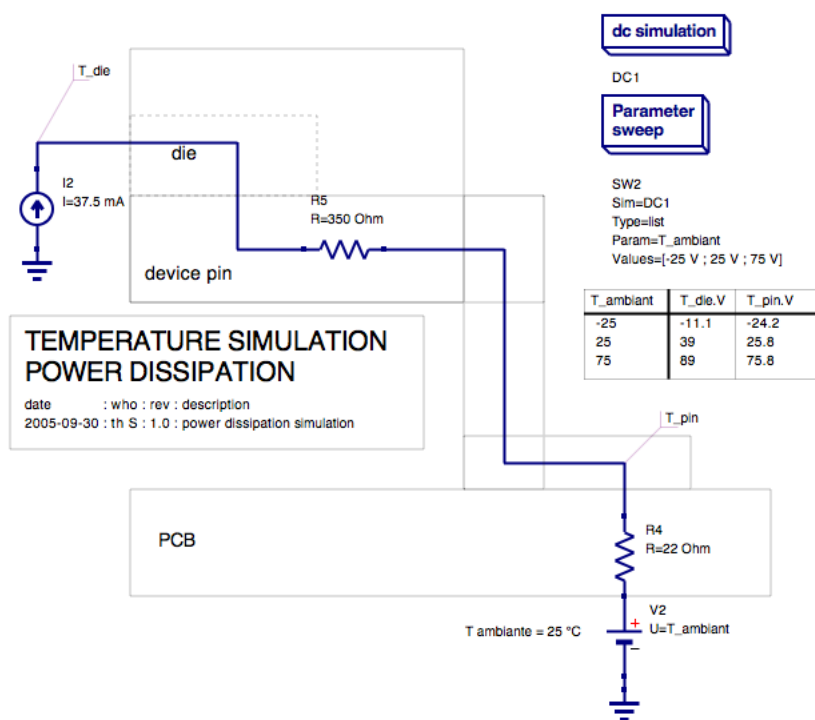 dc simulation
DC1
Parameter
sweep
SW2
Sim=DC1
Type=list
Param=T_ambiant
Values=[-25 V ; 25 V ; 75 V]
T_ambiant T_die.V T_pin.V
-25 -11.1 -24.2
25 39 25.8
75 89 75.8
T_die
die
I2
I=37.5 mA
R5
R=350 Ohm
device pin
TEMPERATURE SIMULATION
POWER DISSIPATION
date : who : rev : description
2005-09-30 : th S : 1.0 : power dissipation simulation
T_pin
PCB
R4
R=22 Ohm
T ambiante = 25 °C
V2
U=T_ambiant
+
−